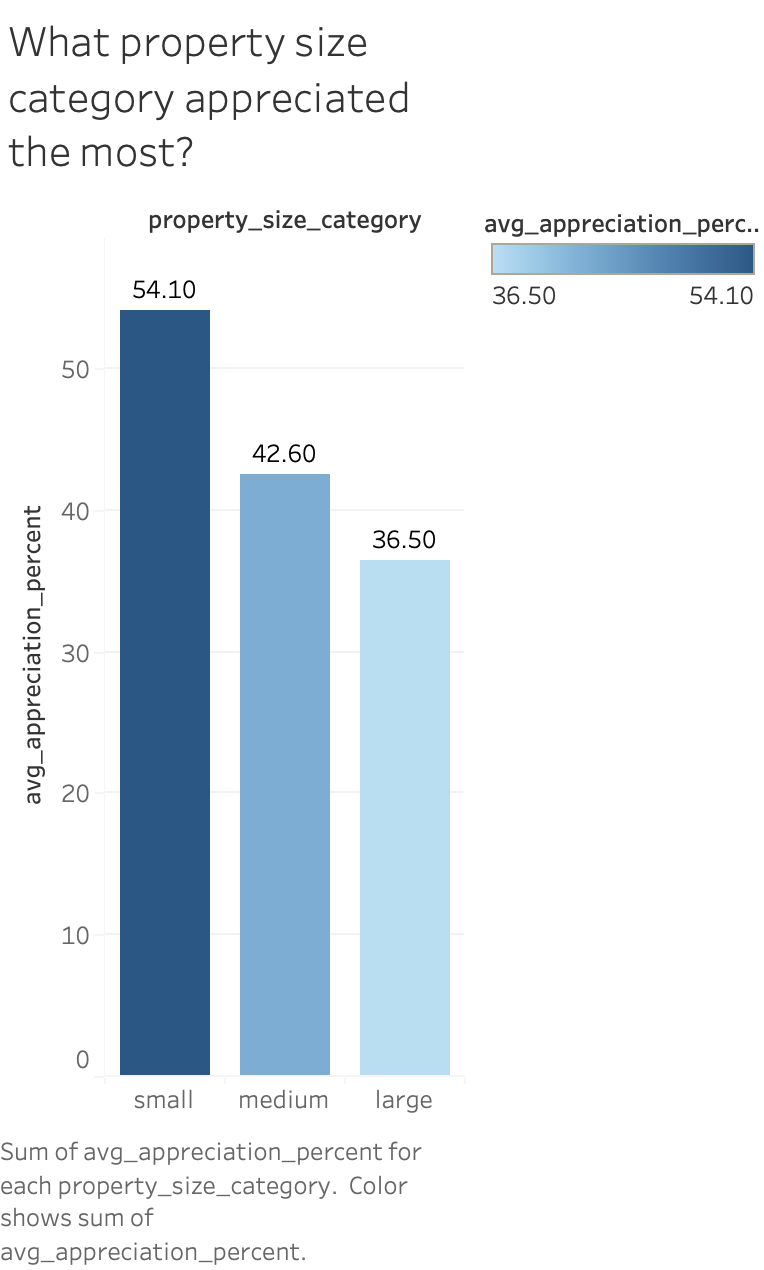 What property size
category appreciated
the most?
property_size_category
avg_appreciation_perc..
36.50 54.10
54.10
42.60
36.50
avg_appreciation_percent
50
40
30
20
10
0
small medium large
Sum of avg_appreciation_percent for
each property_size_category.  Color
shows sum of
avg_appreciation_percent.